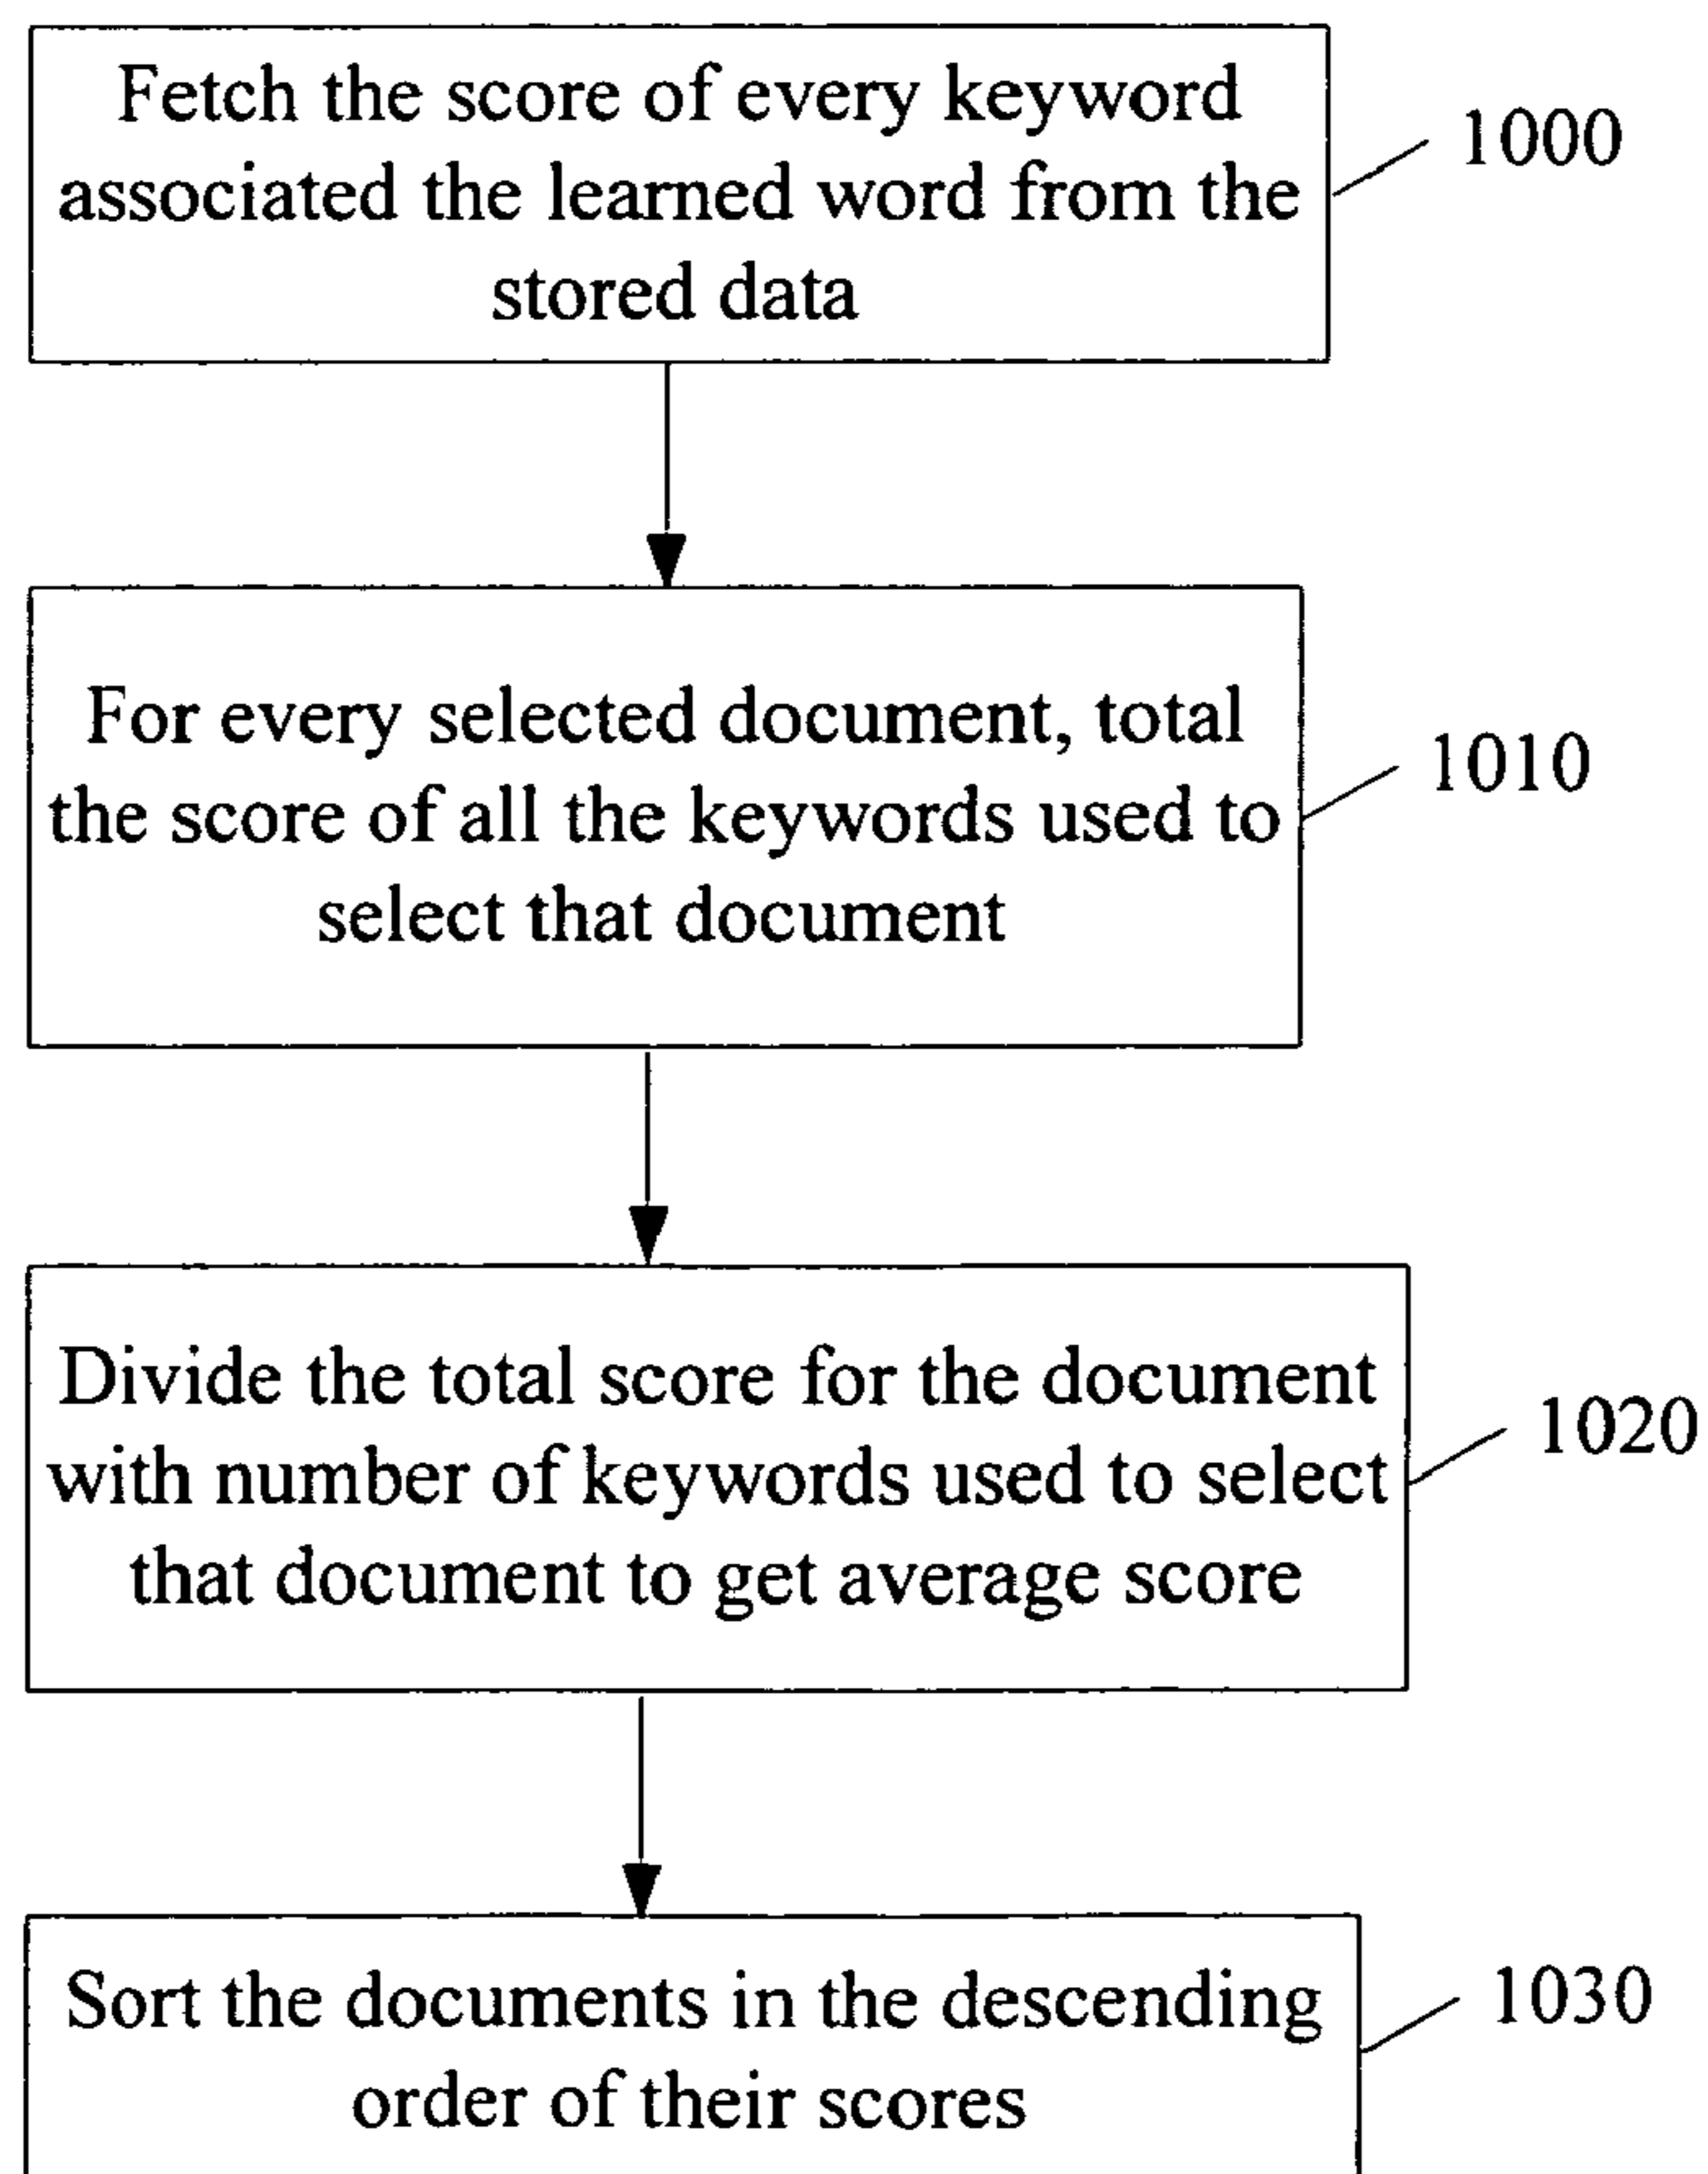 Fetch the score of every keyword
associated the learned word from the
stored data
1000
For every selected document, total
the score of all the keywords used to
select that document
1010
Divide the total score for the document
with number of keywords used to select
that document to get average score
1020
Sort the documents in the descending
order of their scores
1030